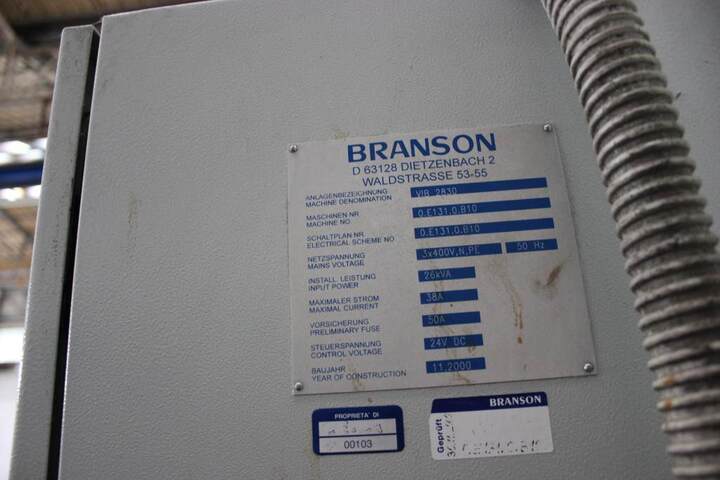 BRANSON
D 63128 DIETZENBACH 2
WALDSTRASSE 53-55
ANLAGENBEZEICHNUNG
MACHINE DENOMINATION
VIB 2830
MASCHINEN NR
MACHINE NO
0.E131.0.B10
SCHALTPLAN NR.
ELECTRICAL SCHEME NO
0.E131.0.B10
NETZSPANNUNG
MAINS VOLTAGE
3x400V,N,PE
50 Hz
INSTALL. LEISTUNG
INPUT POWER
26kVA
MAXIMALER STROM
MAXIMAL CURRENT
38A
VORSICHERUNG
PRELIMINARY FUSE
50A
STEUERSPANNUNG
CONTROL VOLTAGE
24V DC
BAUJAHR
YEAR OF CONSTRUCTION
11.2000
PROPRIETA' DI
00103
BRANSON
Geprüft